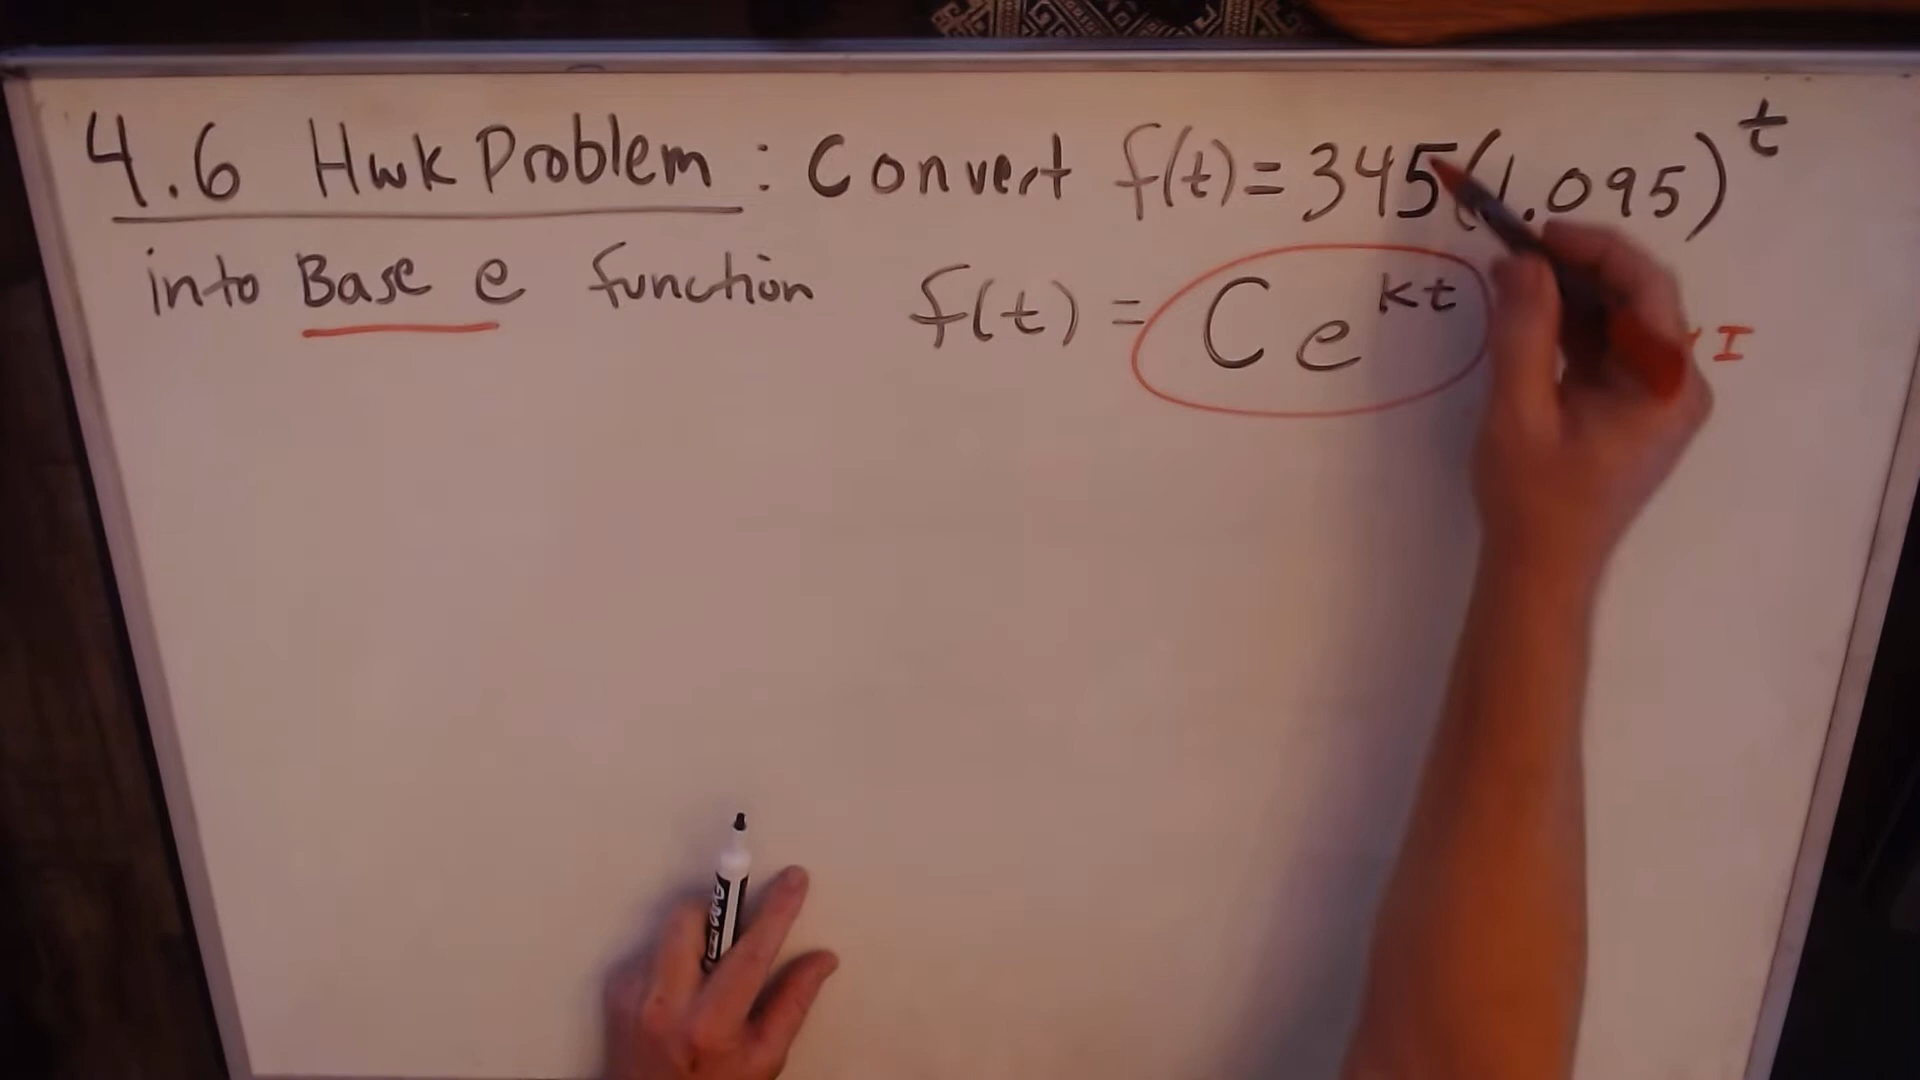 4.6 Hwk Problem : Convert f(t) = 345(1.095)^t
into Base e function f(t) = Ce^kt